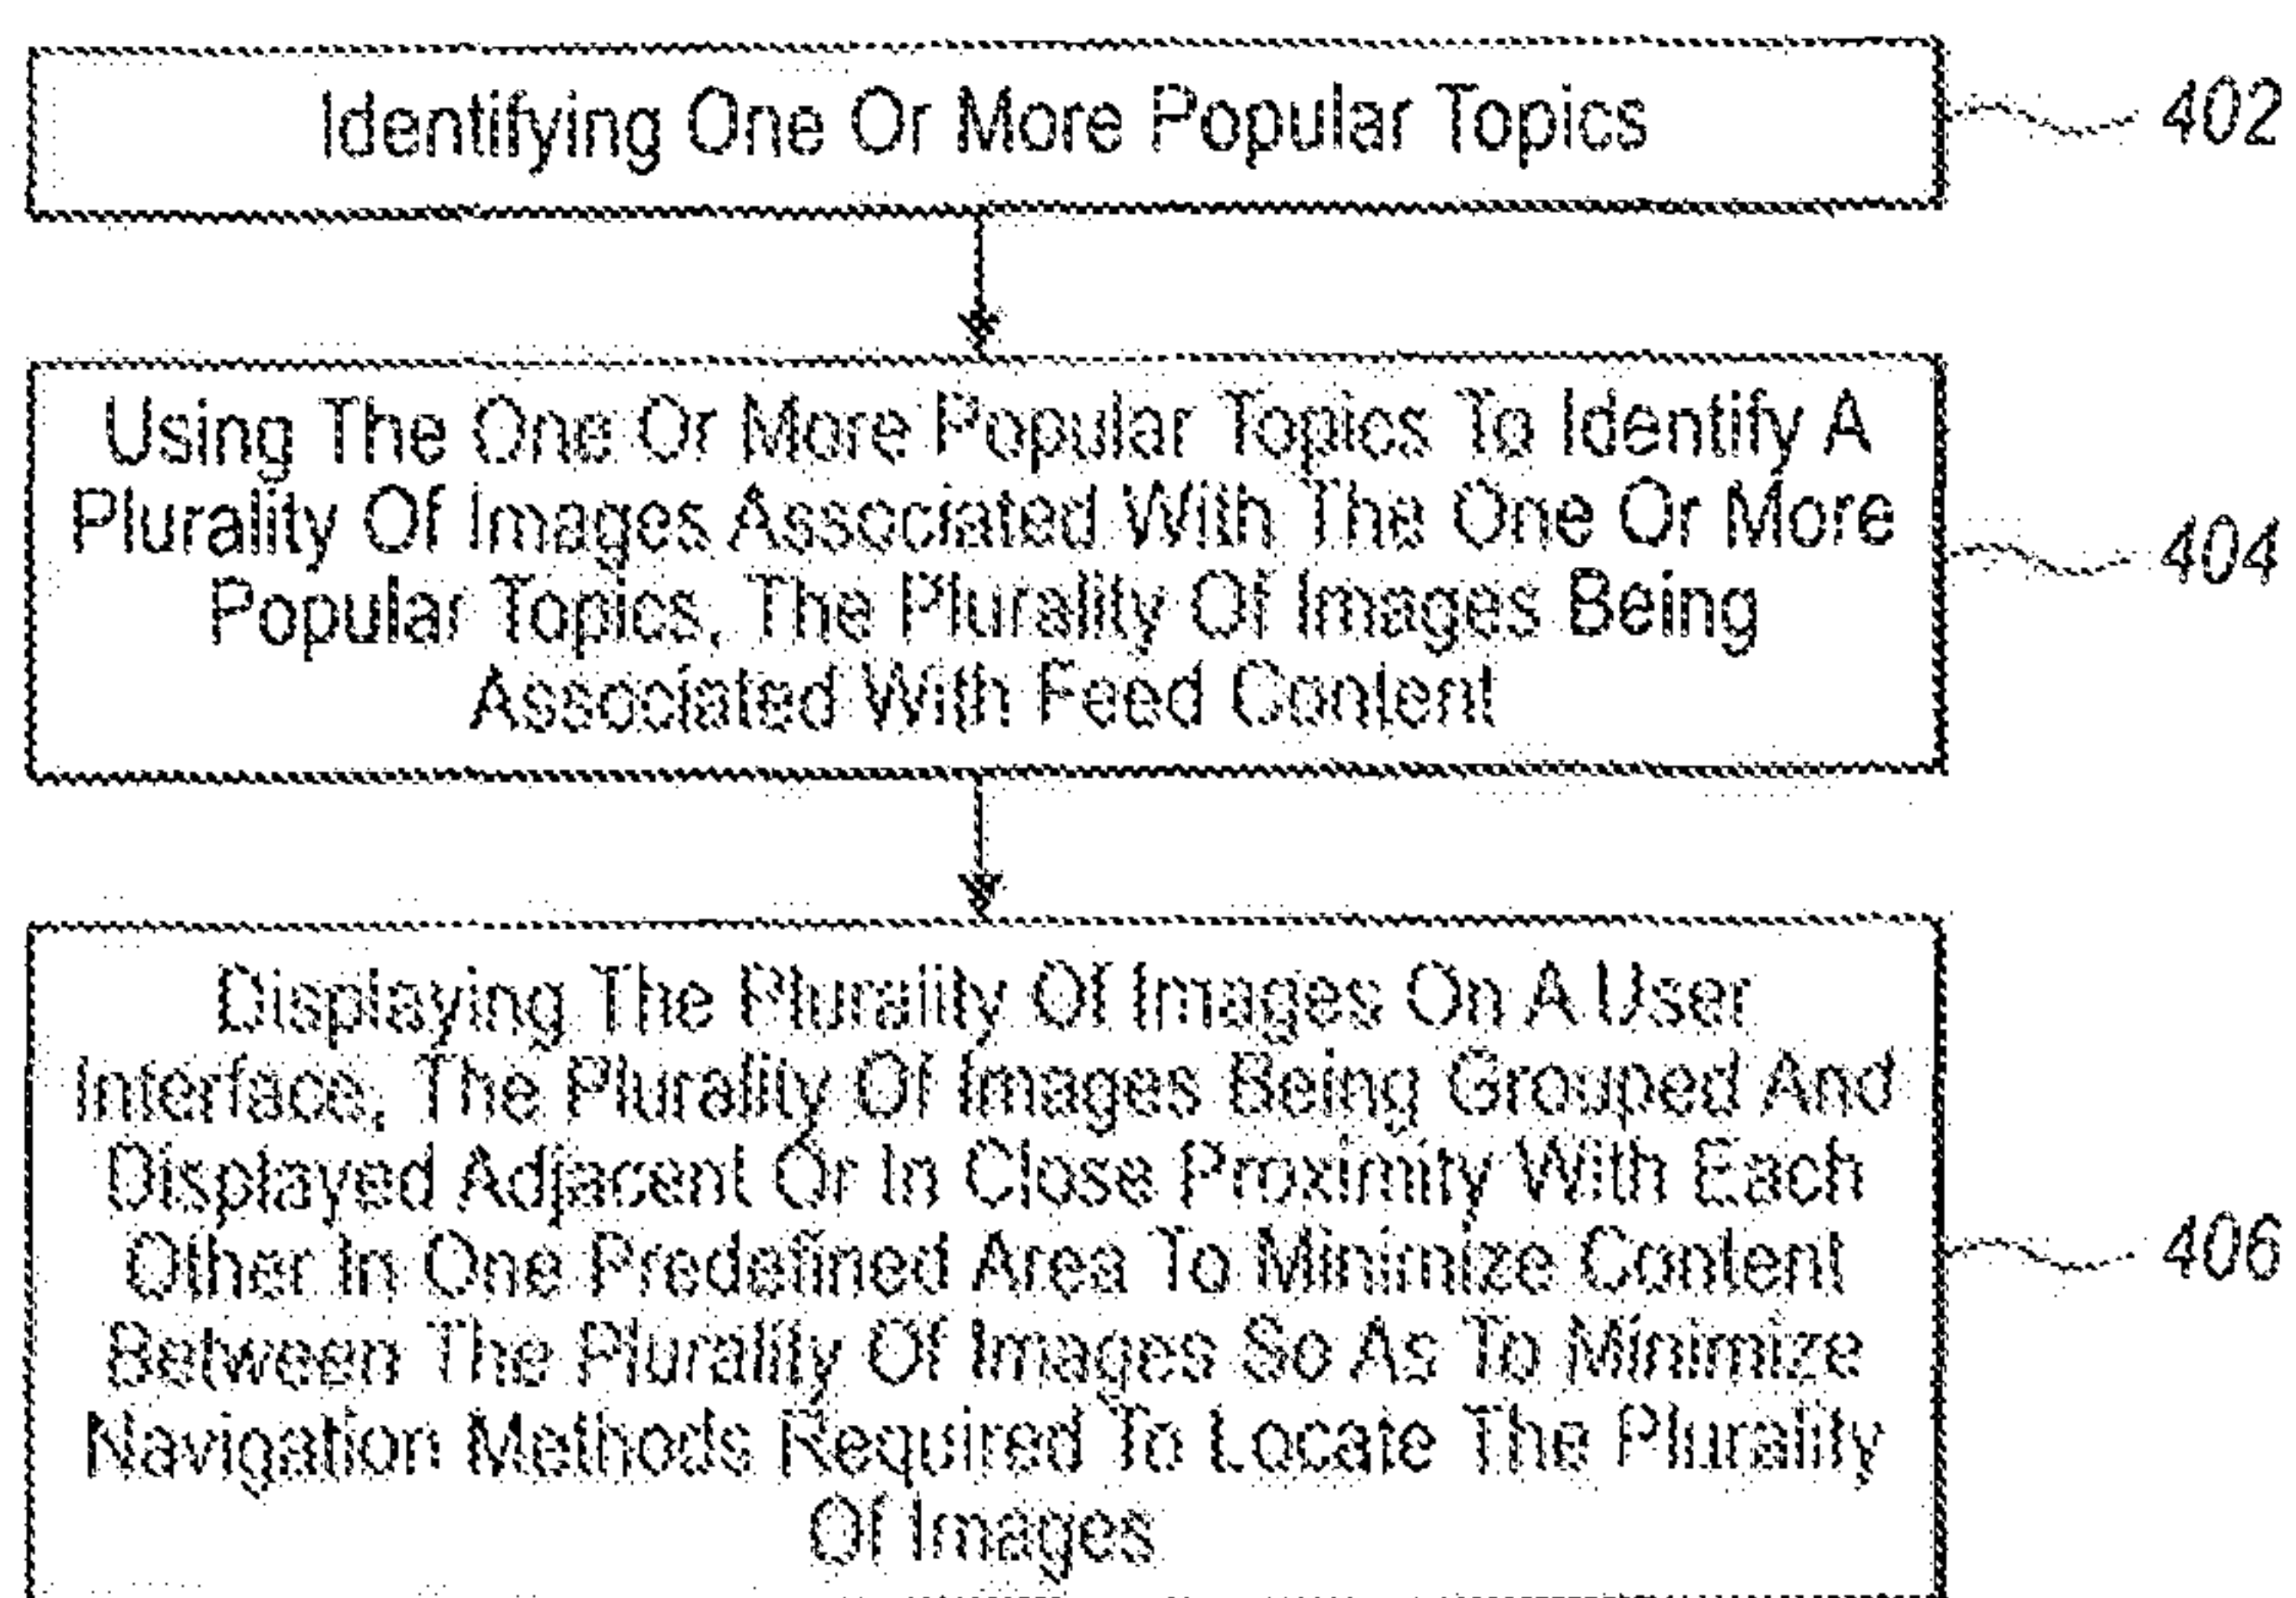 Identifying One Or More Popular Topics
402
Using The One Or More Popular Topics To Identify A
Plurality Of Images Associated With The One Or More
Popular Topics, The Plurality Of Images Being
Associated With Feed Content
404
Displaying The Plurality Of Images On A User
Interface, The Plurality Of Images Being Grouped And
Displayed Adjacent Or In Close Proximity With Each
Other In One Predefined Area To Minimize Content
Between The Plurality Of Images So As To Minimize
Navigation Methods Required To Locate The Plurality
Of Images
406